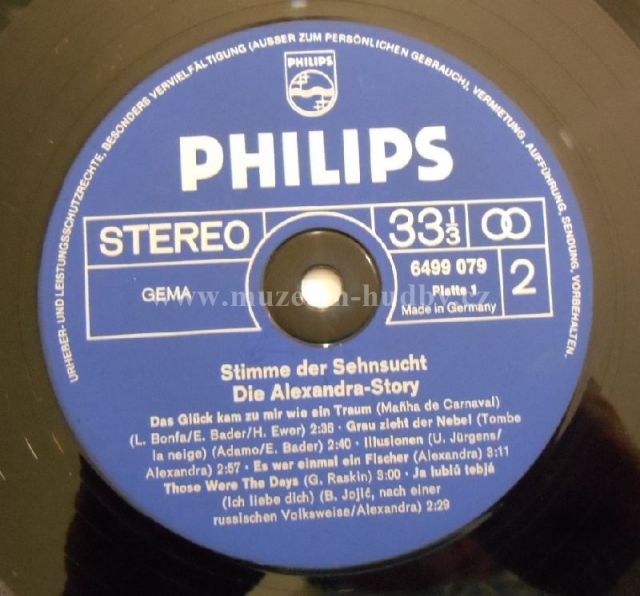 URHEBER- UND LEISTUNGSSCHUTZRECHTE, BESONDERS VERVIELFÄLTIGUNG (AUSSER ZUM PERSÖNLICHEN GEBRAUCH), VERMIETUNG, AUFFÜHRUNG, SENDUNG, VORBEHALTEN.
PHILIPS
PHILIPS
STEREO
33 1/3
GEMA
6499 079
Platte 1
Made in Germany
2
www.muzeum-hudby.cz
Stimme der Sehnsucht
Die Alexandra-Story
Das Glück kam zu mir wie ein Traum (Mañha de Carnaval)
(L. Bonfa/E. Bader/H. Ewer) 2:36 · Grau zieht der Nebel (Tombe
la neige) (Adamo/E. Bader) 2:40 · Illusionen (U. Jürgens/
Alexandra) 2:57 · Es war einmal ein Fischer (Alexandra) 3:11
Those Were The Days (G. Raskin) 3:00 · Ja lublū tebjá
(Ich liebe dich) (B. Jojić, nach einer
russischen Volksweise/Alexandra) 2:29